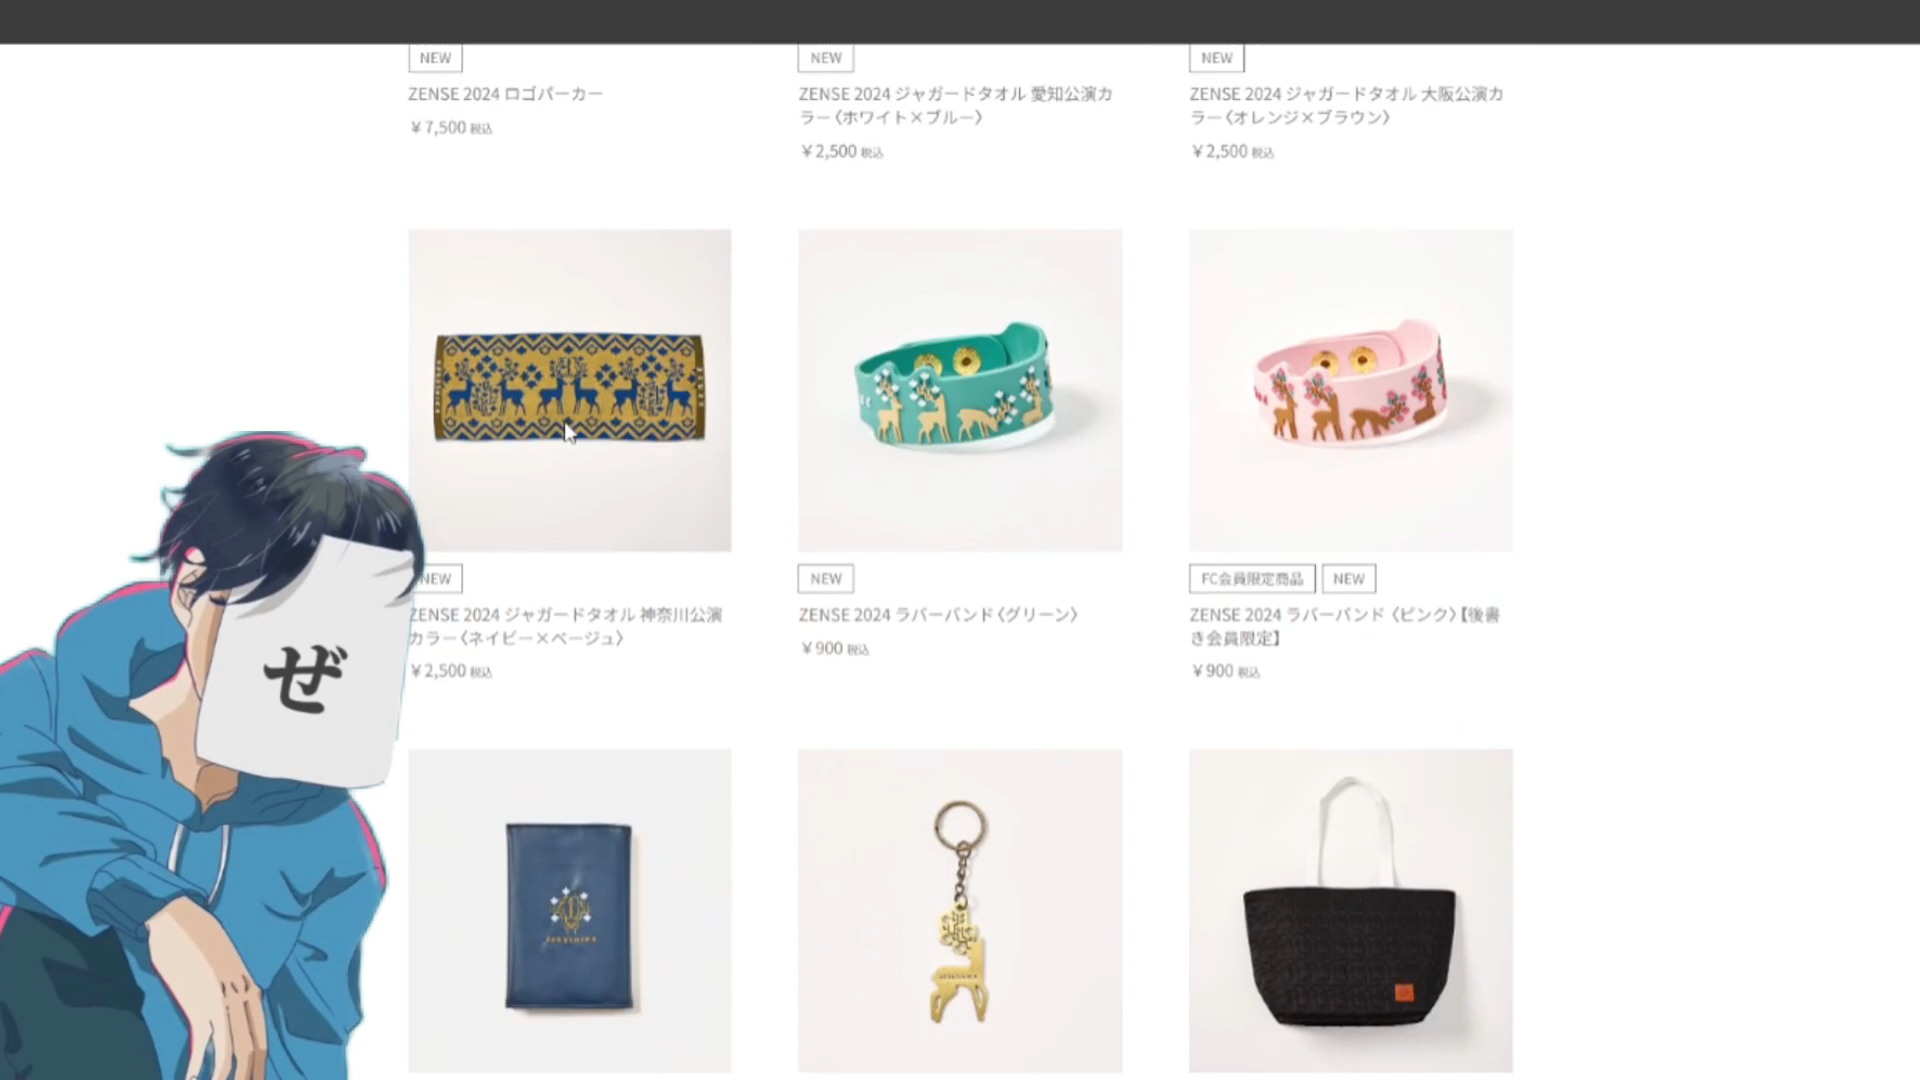 NEW
ZENSE 2024 ロゴパーカー
¥7,500 税込
NEW
ZENSE 2024 ジャガードタオル 愛知公演カ
ラー〈ホワイト×ブルー〉
¥2,500 税込
NEW
ZENSE 2024 ジャガードタオル 大阪公演カ
ラー〈オレンジ×ブラウン〉
¥2,500 税込
NEW
ZENSE 2024 ジャガードタオル 神奈川公演
カラー〈ネイビー×ベージュ〉
¥2,500 税込
NEW
ZENSE 2024 ラバーバンド〈グリーン〉
¥900 税込
FC会員限定商品 NEW
ZENSE 2024 ラバーバンド〈ピンク〉【後書
き会員限定】
¥900 税込
ぜ